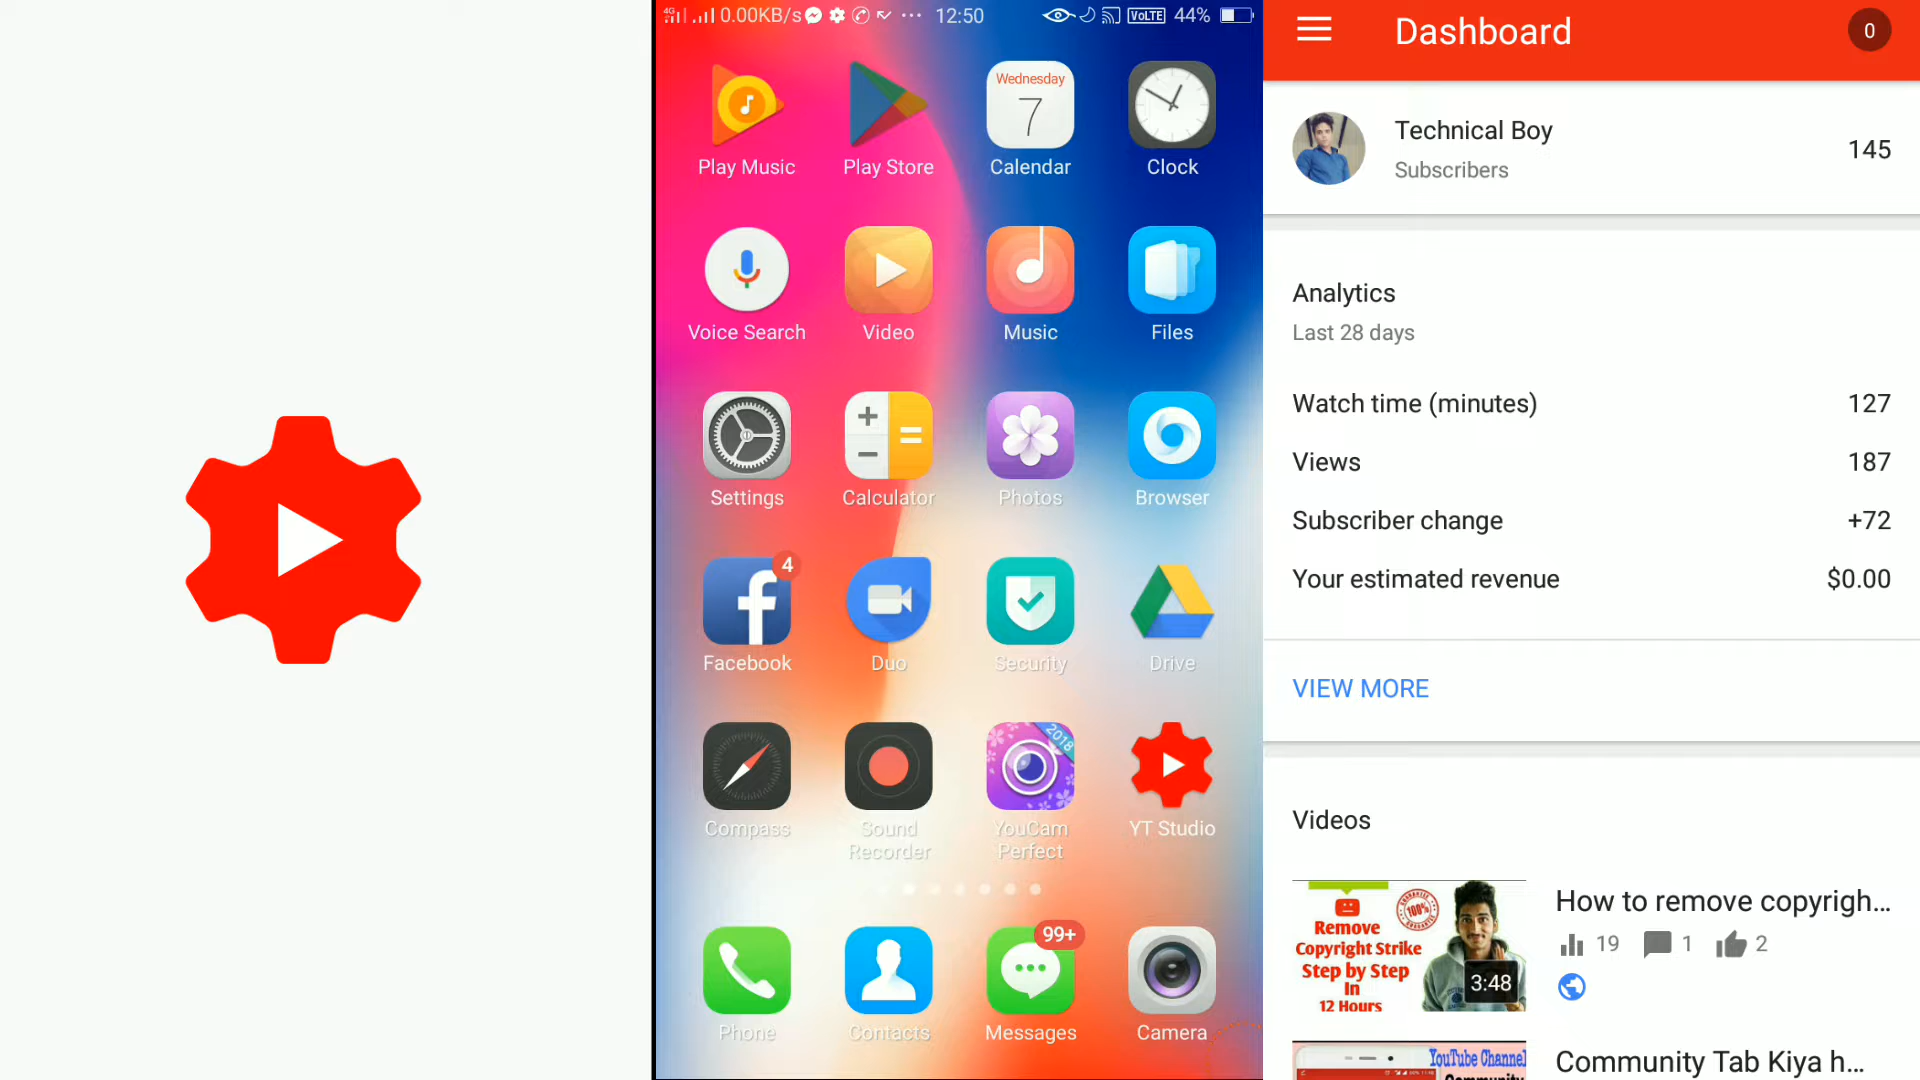 4G 0.00KB/s 12:50 VoLTE 44%
Wednesday
7
Play Music Play Store Calendar Clock
Voice Search Video Music Files
Settings Calculator Photos Browser
4
Facebook Duo Security Drive
2018
Compass Sound Recorder YouCam Perfect YT Studio
99+
Phone Contacts Messages Camera
Dashboard 0
Technical Boy
Subscribers
145
Analytics
Last 28 days
Watch time (minutes) 127
Views 187
Subscriber change +72
Your estimated revenue $0.00
VIEW MORE
Videos
100%
Remove
Copyright Strike
Step by Step
In
12 Hours
3:48
How to remove copyrigh...
19 1 2
YouTube Channel
Community
Community Tab Kiya h...